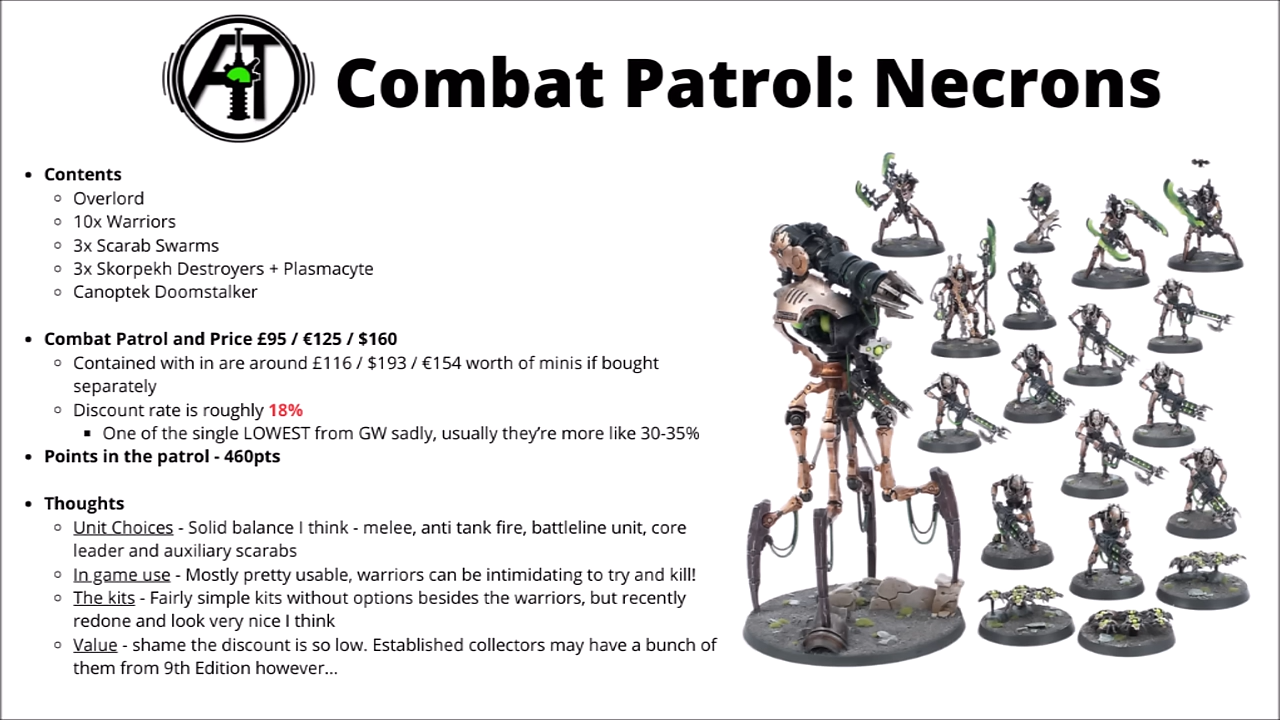 AT
Combat Patrol: Necrons
• Contents
○ Overlord
○ 10x Warriors
○ 3x Scarab Swarms
○ 3x Skorpekh Destroyers + Plasmacyte
○ Canoptek Doomstalker
• Combat Patrol and Price £95 / €125 / $160
○ Contained with in are around £116 / $193 / €154 worth of minis if bought
separately
○ Discount rate is roughly 18%
▪ One of the single LOWEST from GW sadly, usually they're more like 30-35%
• Points in the patrol - 460pts
• Thoughts
○ Unit Choices - Solid balance I think - melee, anti tank fire, battleline unit, core
leader and auxiliary scarabs
○ In game use - Mostly pretty usable, warriors can be intimidating to try and kill!
○ The kits - Fairly simple kits without options besides the warriors, but recently
redone and look very nice I think
○ Value - shame the discount is so low. Established collectors may have a bunch of
them from 9th Edition however...